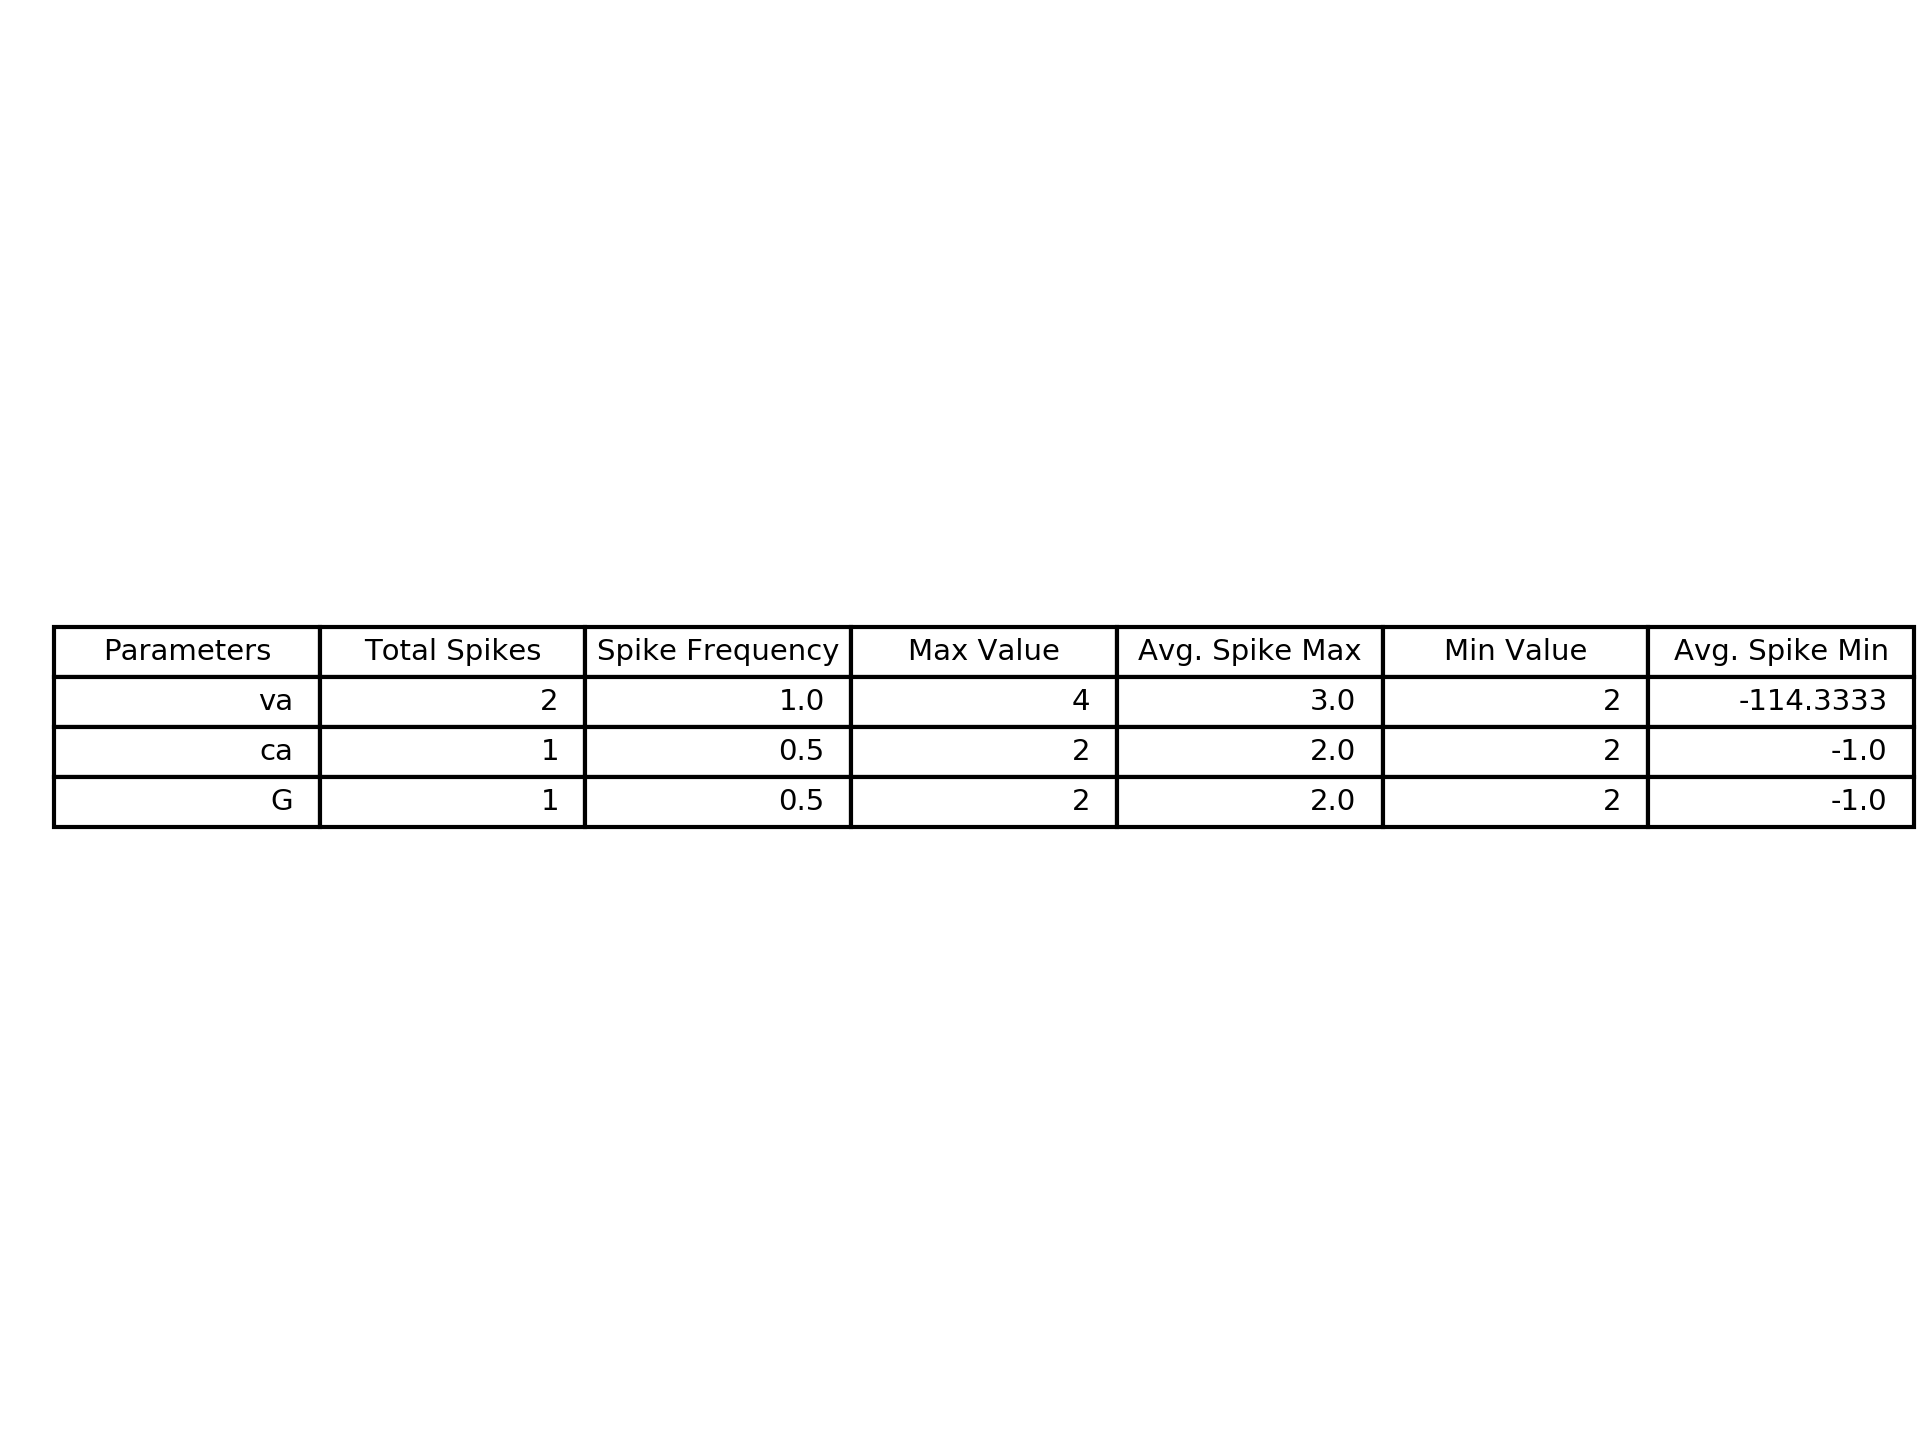 Parameters Total Spikes Spike Frequency Max Value Avg. Spike Max Min Value Avg. Spike Min
va 2 1.0 4 3.0 2 -114.3333
ca 1 0.5 2 2.0 2 -1.0
G 1 0.5 2 2.0 2 -1.0